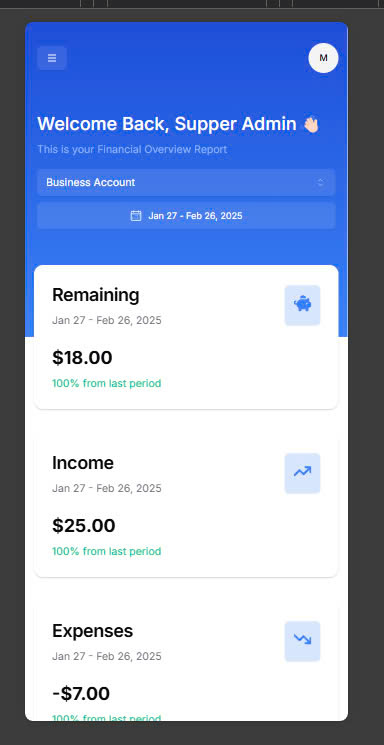 M
Welcome Back, Supper Admin 👋🏻
This is your Financial Overview Report
Business Account
Jan 27 - Feb 26, 2025
Remaining
Jan 27 - Feb 26, 2025
$18.00
100% from last period
Income
Jan 27 - Feb 26, 2025
$25.00
100% from last period
Expenses
Jan 27 - Feb 26, 2025
-$7.00
100% from last period